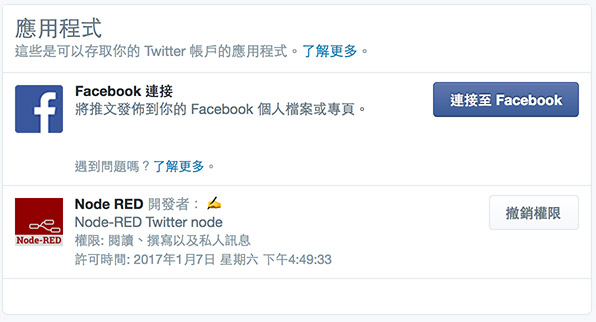 應用程式
這些是可以存取你的 Twitter 帳戶的應用程式。了解更多。
Facebook 連接
將推文發佈到你的 Facebook 個人檔案或專頁。
連接至 Facebook
遇到問題嗎？了解更多。
Node RED 開發者： ✍
Node-RED Twitter node
權限: 閱讀、撰寫以及私人訊息
許可時間: 2017年1月7日 星期六 下午4:49:33
Node-RED
撤銷權限